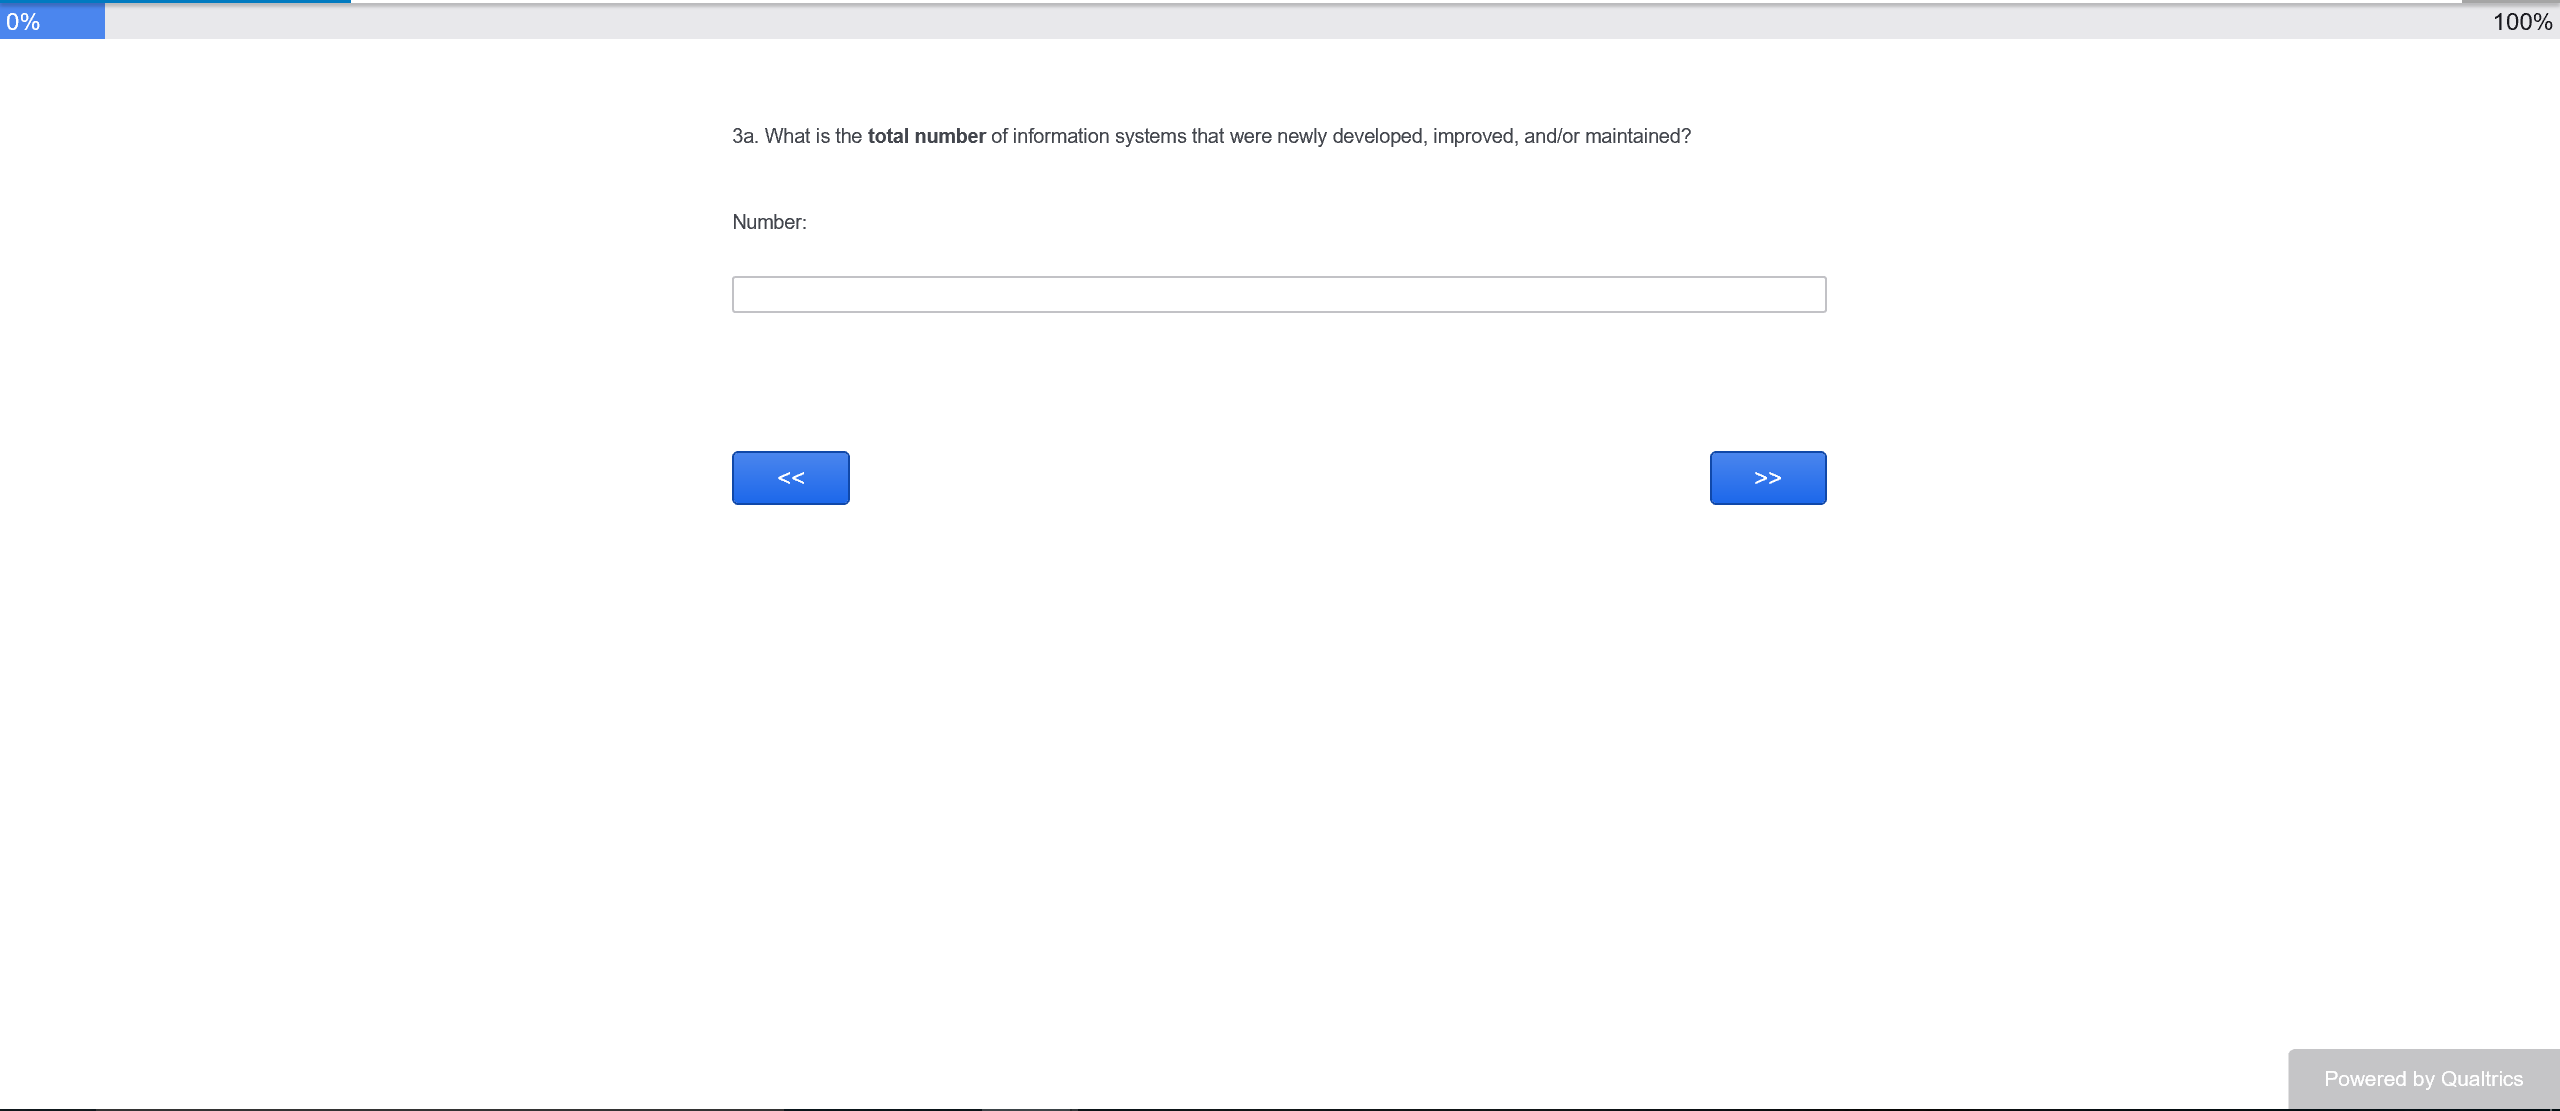 0%
100%
3a. What is the total number of information systems that were newly developed, improved, and/or maintained?
Number:
<<
>>
Powered by Qualtrics